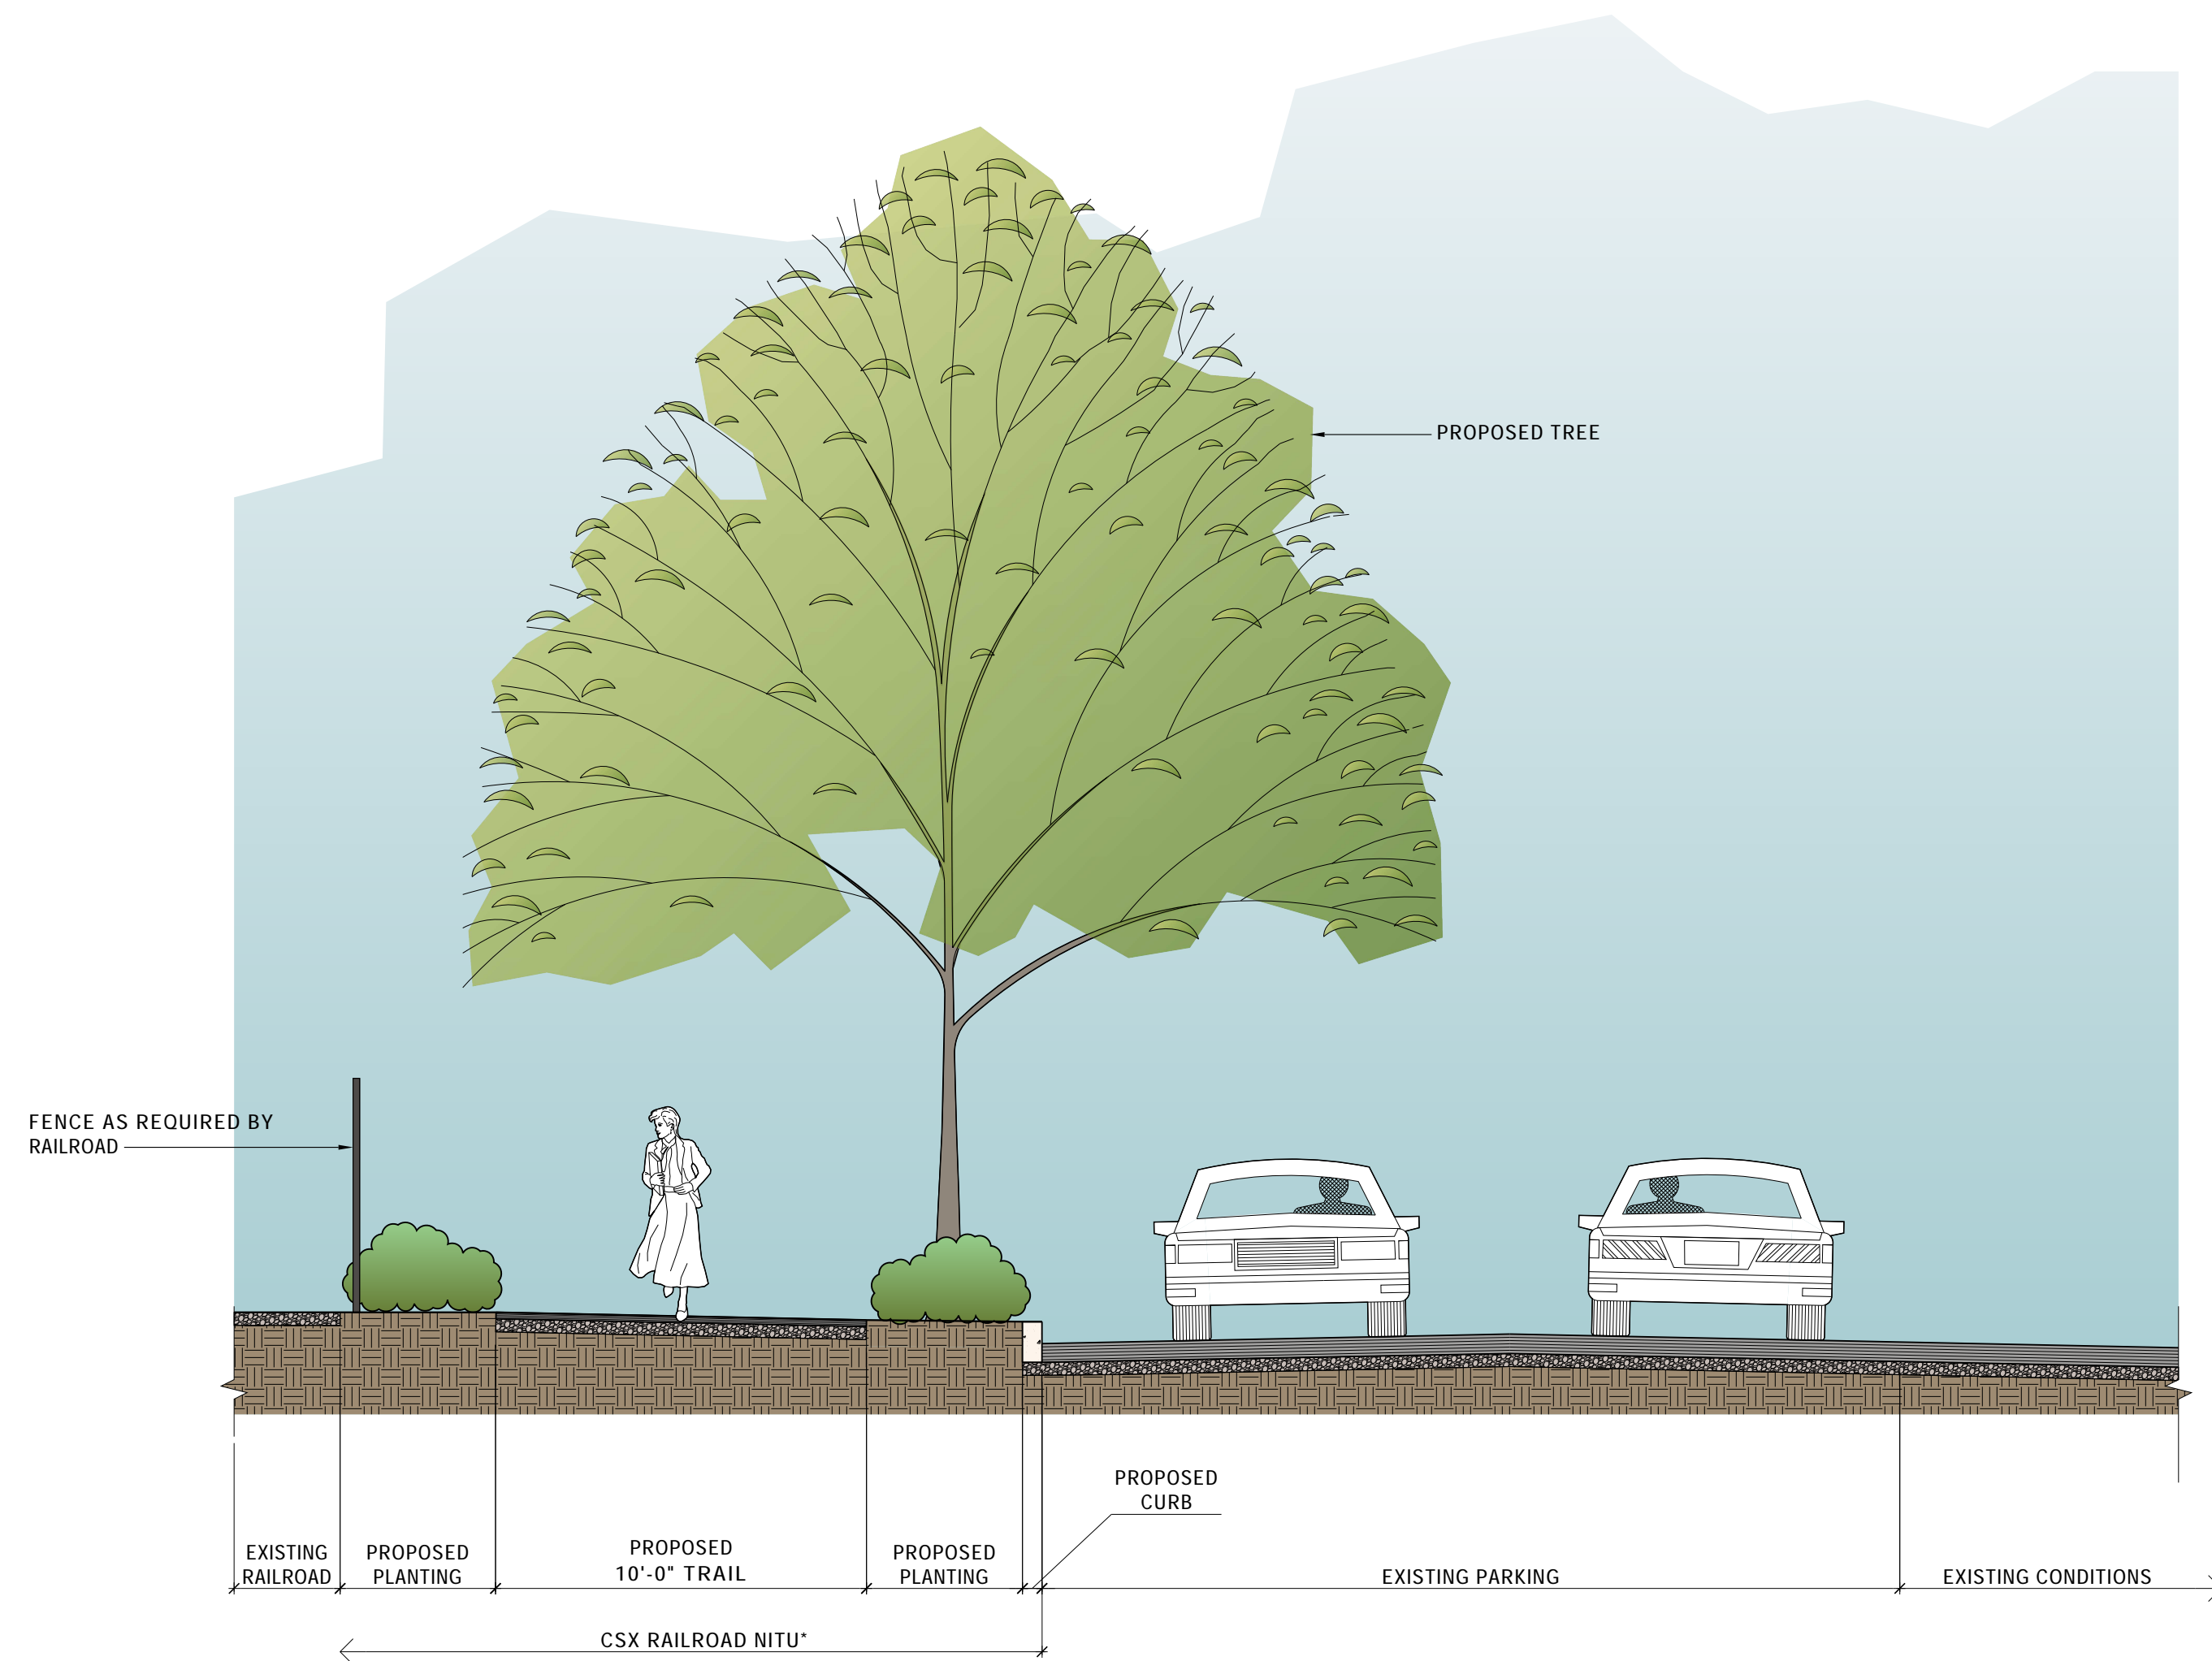 PROPOSED TREE
FENCE AS REQUIRED BY
RAILROAD
PROPOSED
CURB
EXISTING
RAILROAD
PROPOSED
PLANTING
PROPOSED
10'-0" TRAIL
PROPOSED
PLANTING
EXISTING PARKING
EXISTING CONDITIONS
CSX RAILROAD NITU*